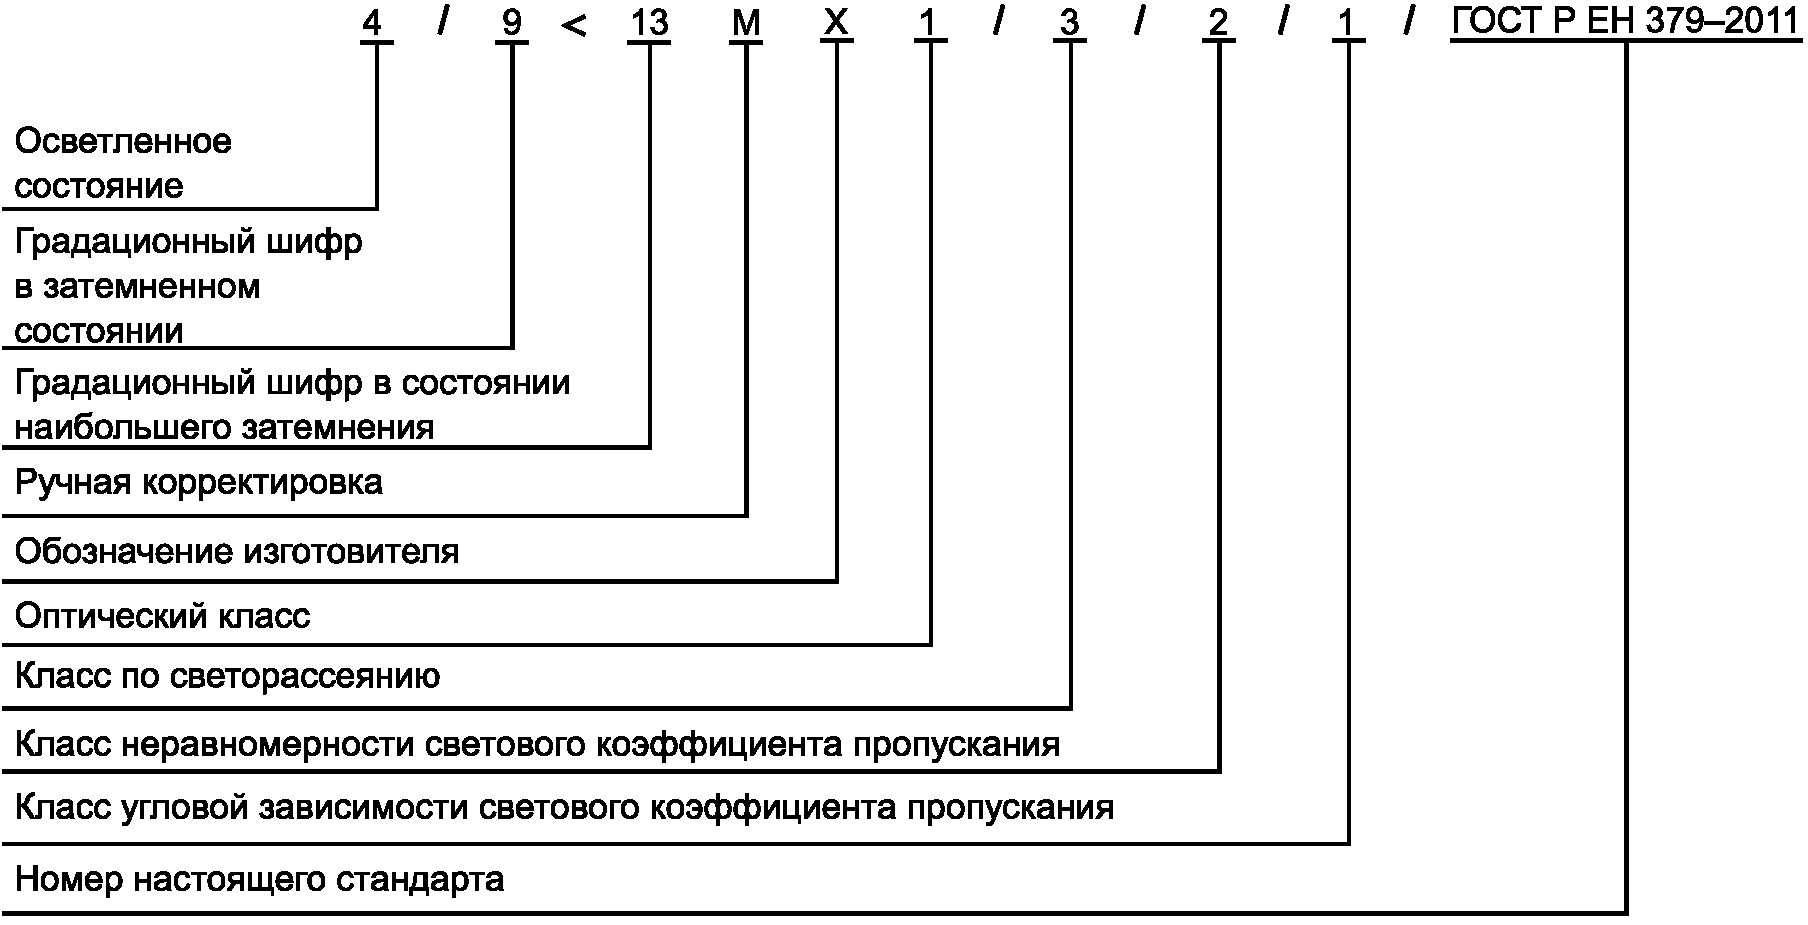 4 / 9 < 13 М Х 1 / 3 / 2 / 1 / ГОСТ Р ЕН 379–2011
Осветленное
состояние
Градационный шифр
в затемненном
состоянии
Градационный шифр в состоянии
наибольшего затемнения
Ручная корректировка
Обозначение изготовителя
Оптический класс
Класс по светорассеянию
Класс неравномерности светового коэффициента пропускания
Класс угловой зависимости светового коэффициента пропускания
Номер настоящего стандарта